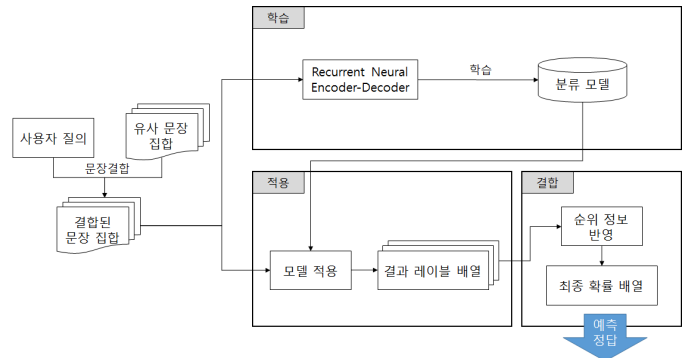 학습
Recurrent Neural
Encoder-Decoder
학습
분류 모델
사용자 질의
유사 문장
집합
문장결합
결합된
문장 집합
적용
모델 적용
결과 레이블 배열
결합
순위 정보
반영
최종 확률 배열
예측
정답